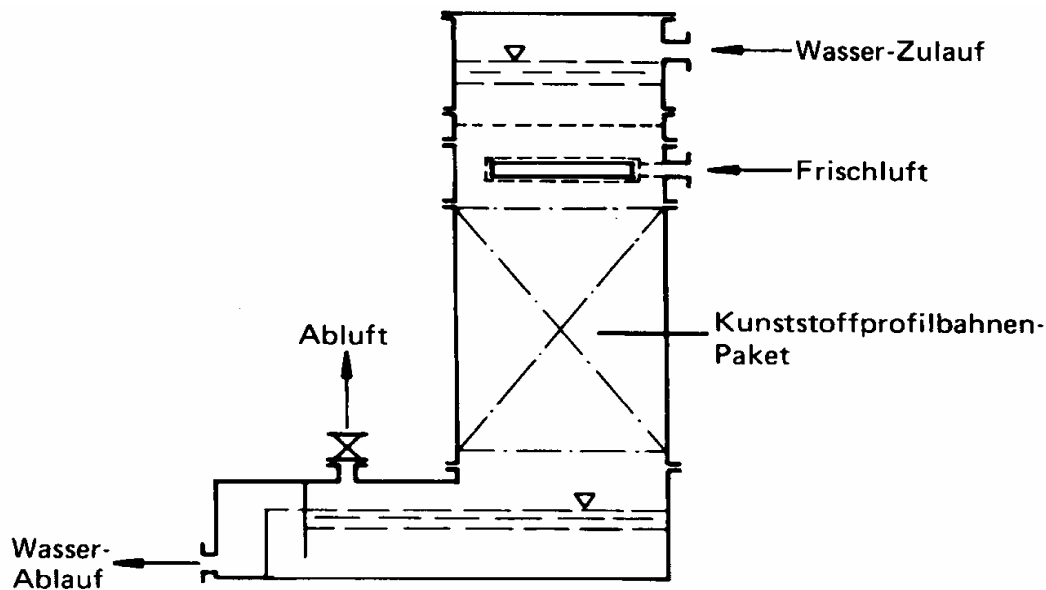 Wasser-Zulauf
Frischluft
Kunststoffprofilbahnen-
Paket
Abluft
Wasser-
Ablauf